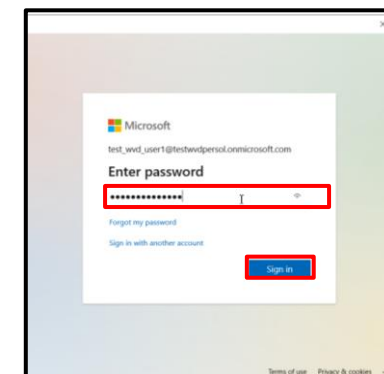 Microsoft
test_wvd_user1@testwvdpersol.onmicrosoft.com
Enter password
••••••••••••••
Forgot my password
Sign in with another account
Sign in
Terms of use Privacy & cookies